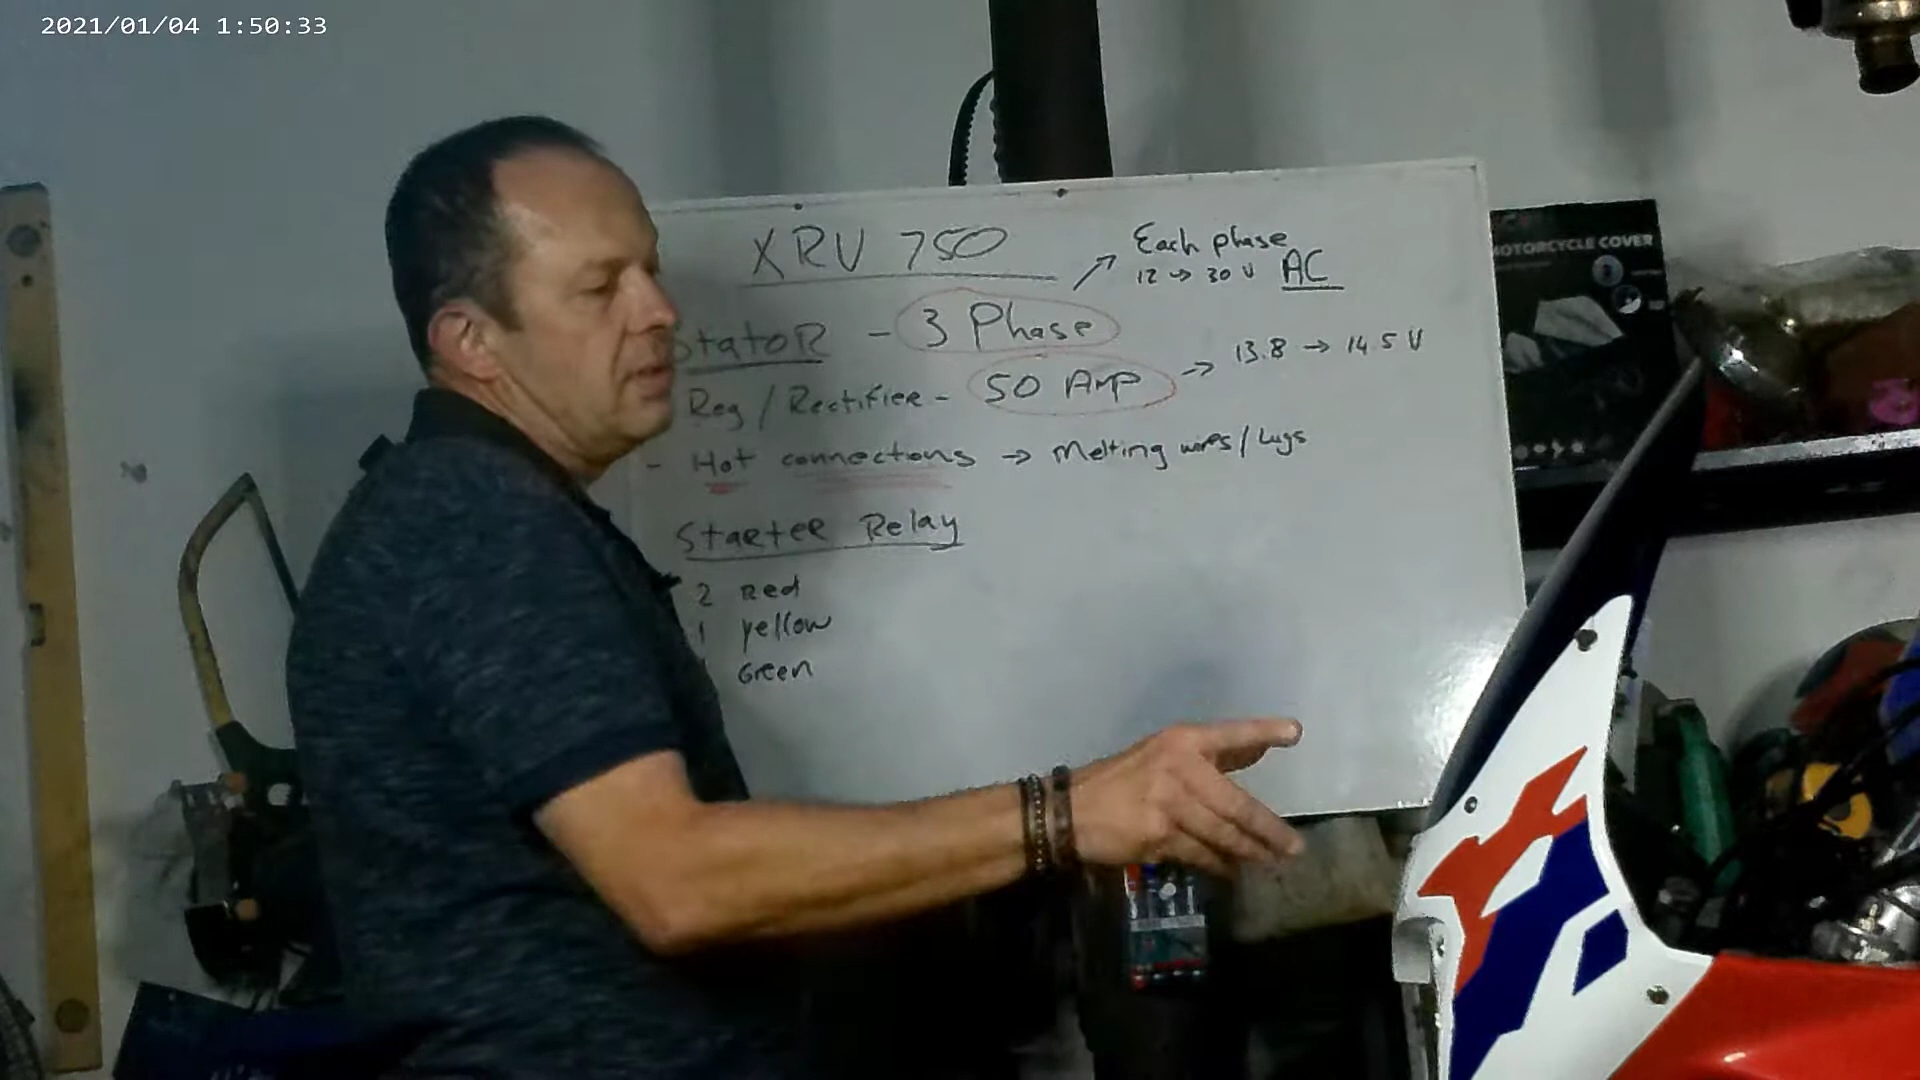 2021/01/04 1:50:33
XRV 750
Each phase
12 → 30 V AC
StatoR - 3 Phase
Reg / Rectifier - 50 Amp → 13.8 → 14.5 V
- Hot connections → Melting wires / Lugs
Starter Relay
2 Red
1 yellow
Green
MOTORCYCLE COVER